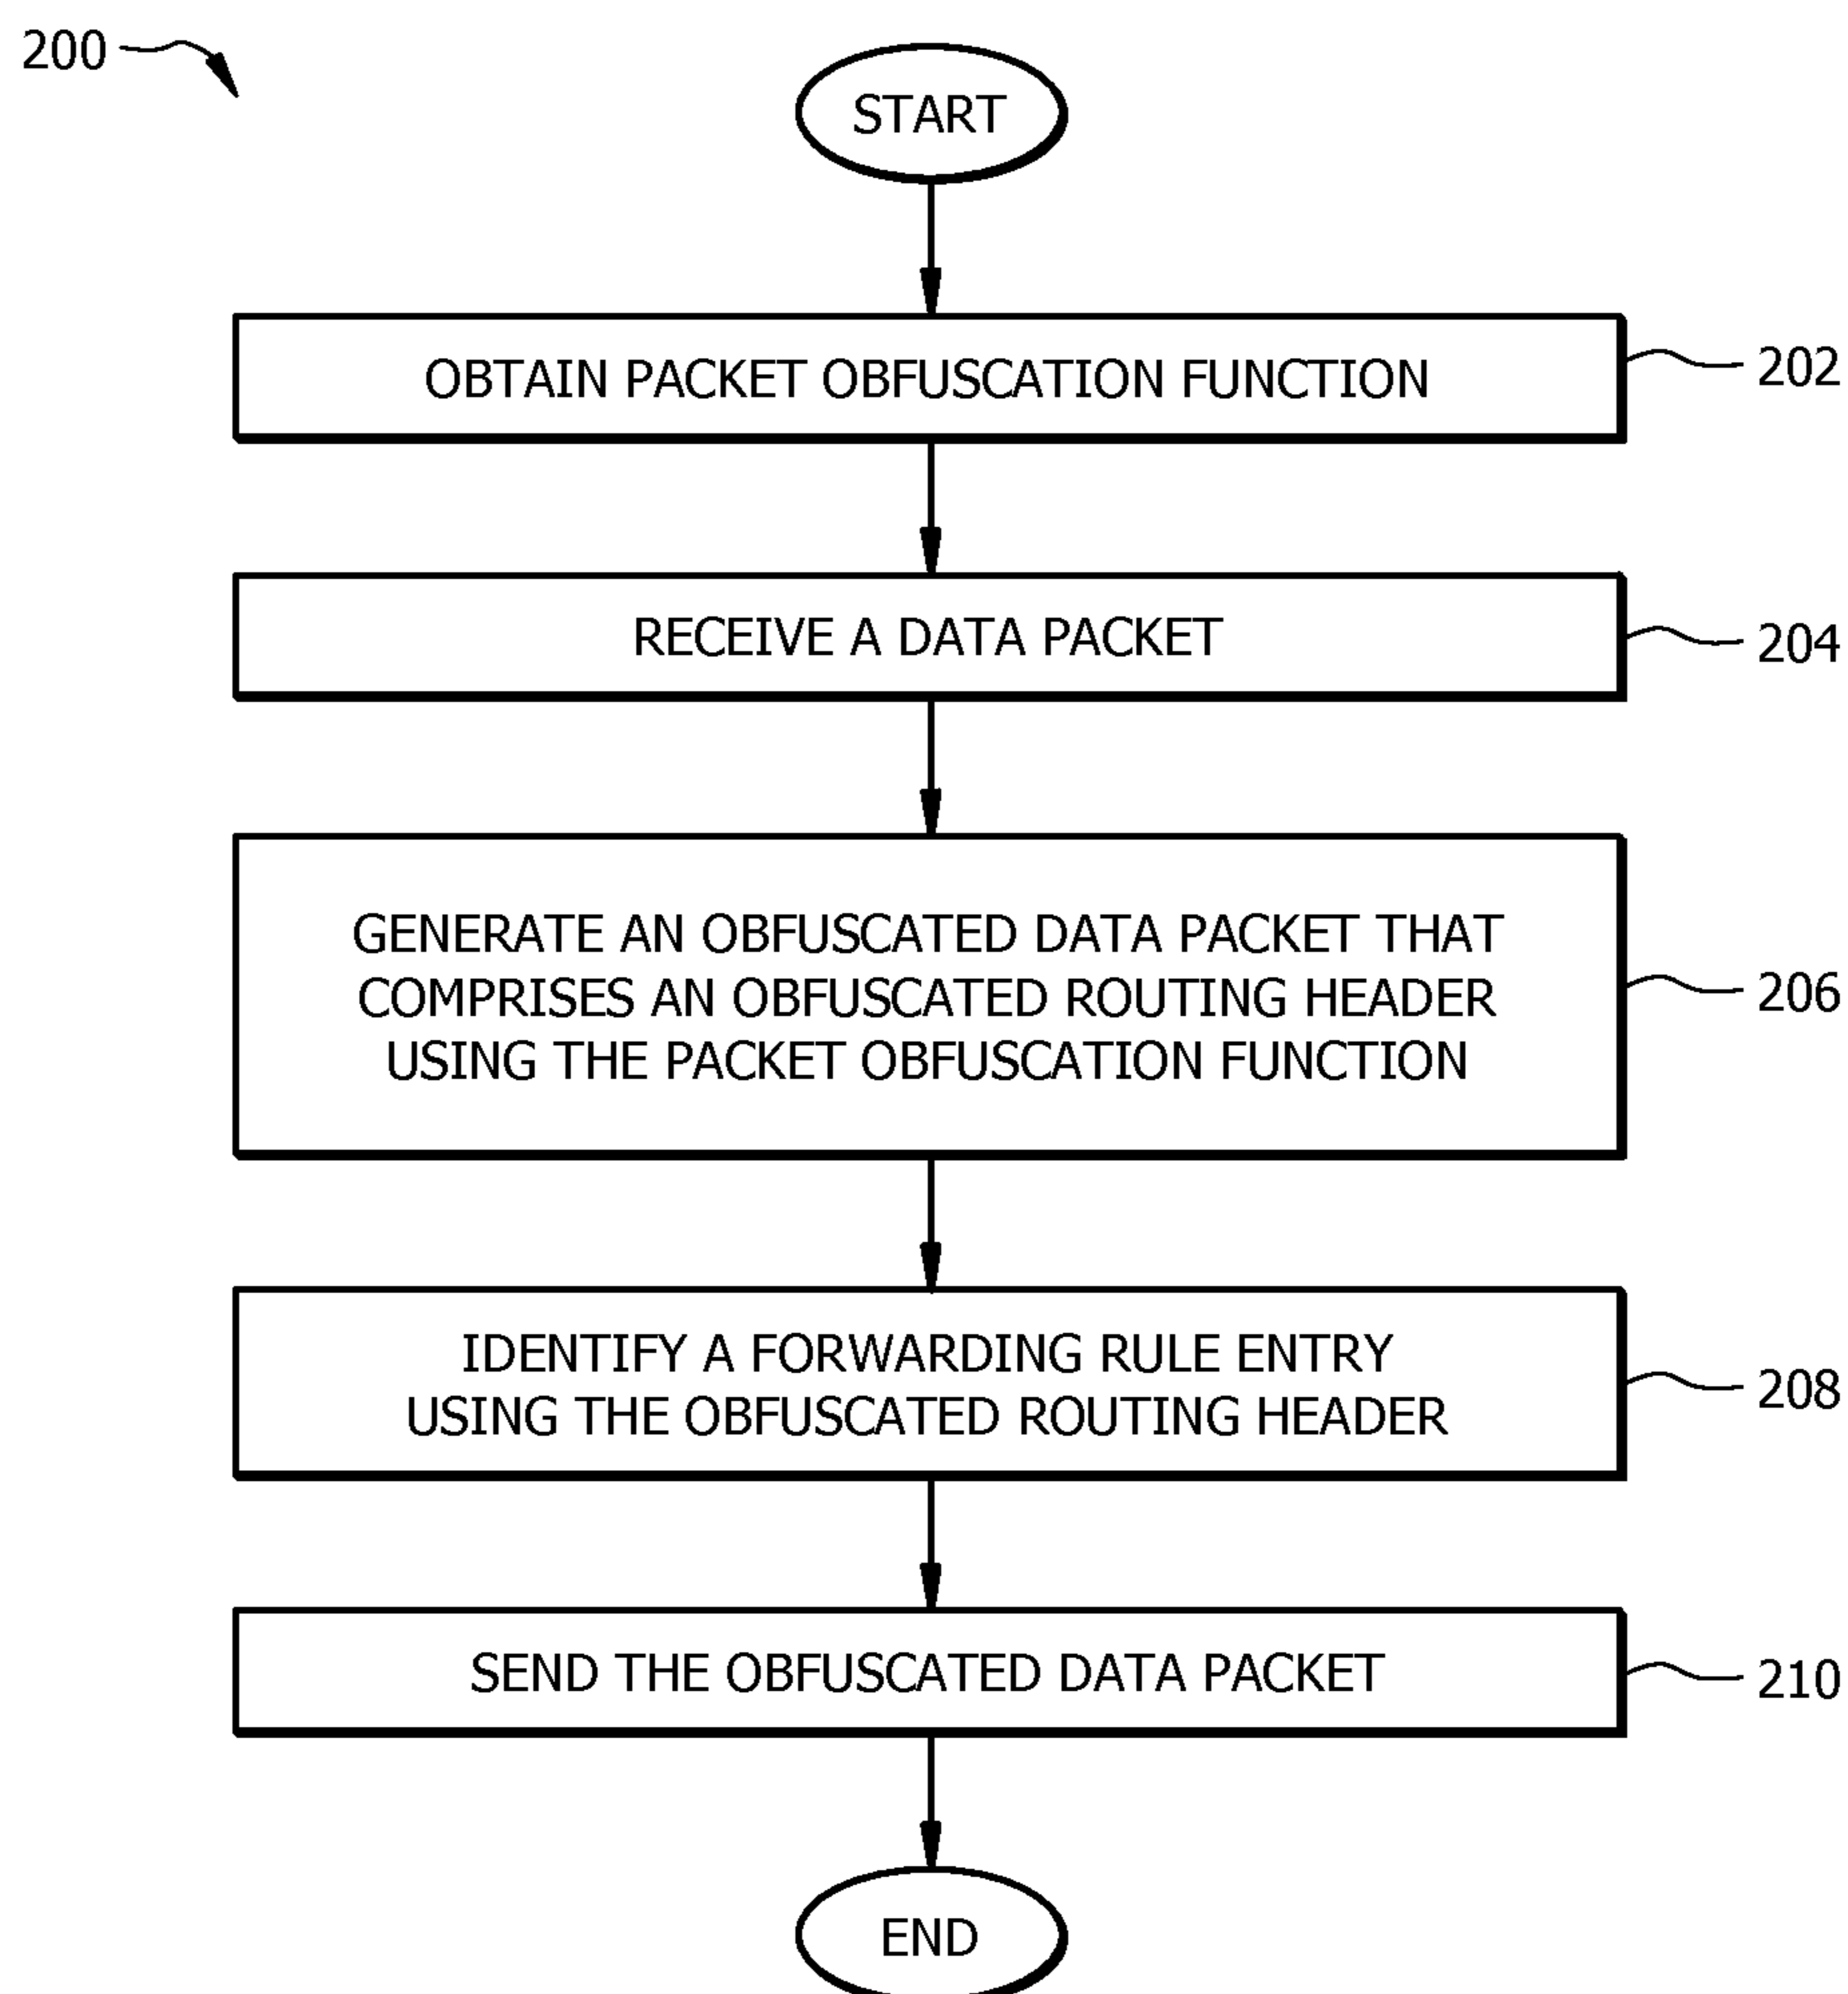 200
START
OBTAIN PACKET OBFUSCATION FUNCTION
202
RECEIVE A DATA PACKET
204
GENERATE AN OBFUSCATED DATA PACKET THAT
COMPRISES AN OBFUSCATED ROUTING HEADER
USING THE PACKET OBFUSCATION FUNCTION
206
IDENTIFY A FORWARDING RULE ENTRY
USING THE OBFUSCATED ROUTING HEADER
208
SEND THE OBFUSCATED DATA PACKET
210
END